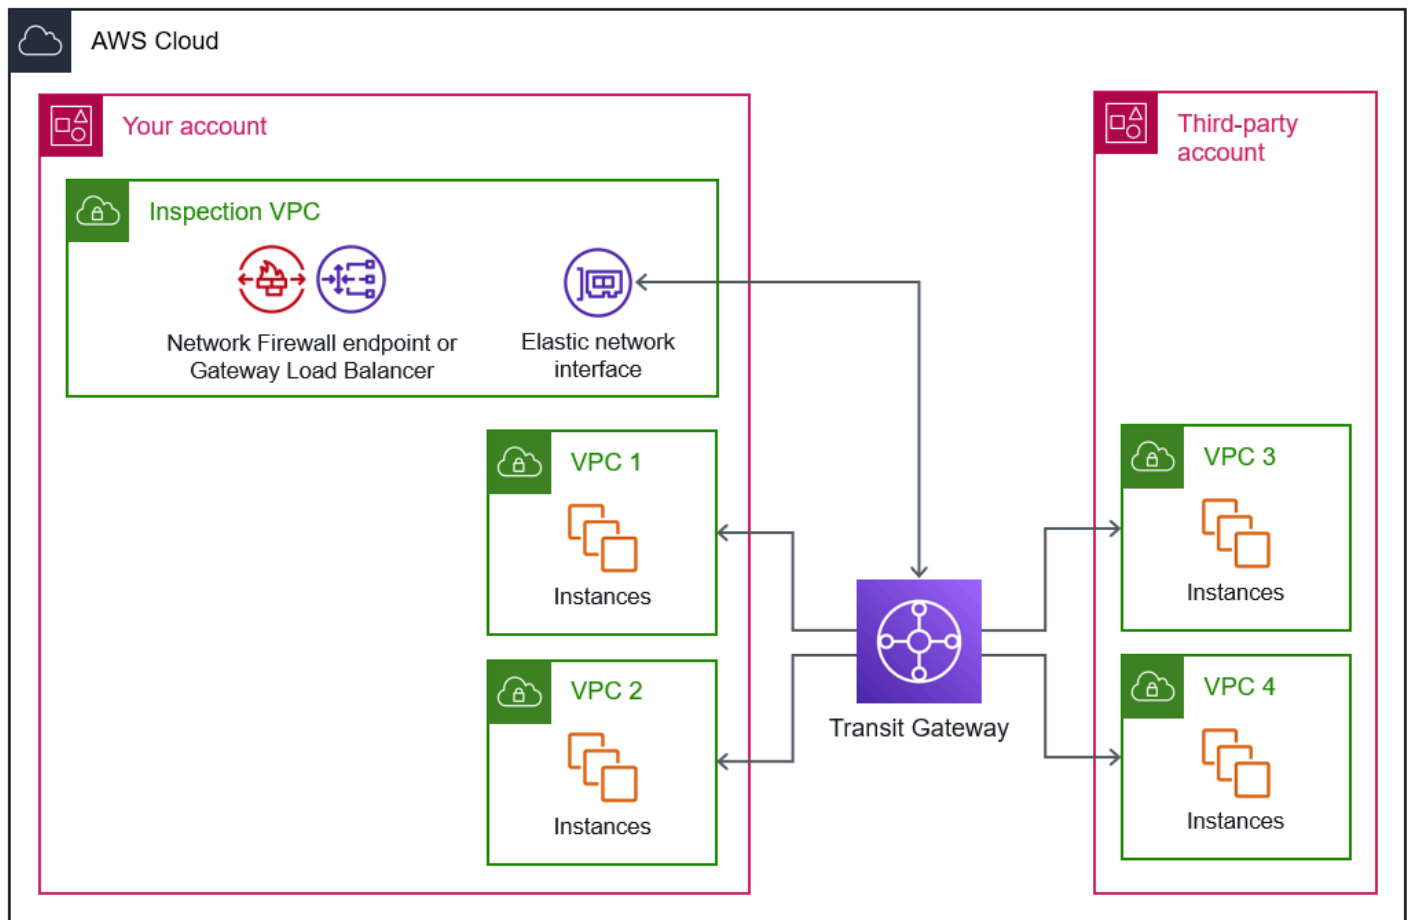 AWS Cloud
Your account
Third-party
account
Inspection VPC
Network Firewall endpoint or
Gateway Load Balancer
Elastic network
interface
VPC 1
Instances
VPC 2
Instances
Transit Gateway
VPC 3
Instances
VPC 4
Instances